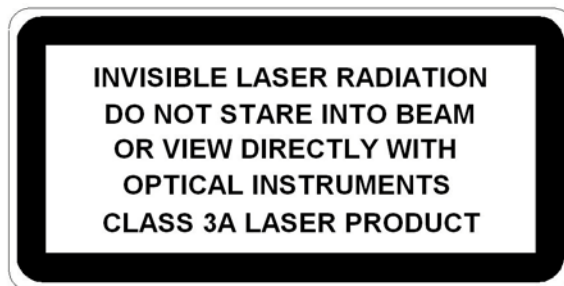 INVISIBLE LASER RADIATION
DO NOT STARE INTO BEAM
OR VIEW DIRECTLY WITH
OPTICAL INSTRUMENTS
CLASS 3A LASER PRODUCT